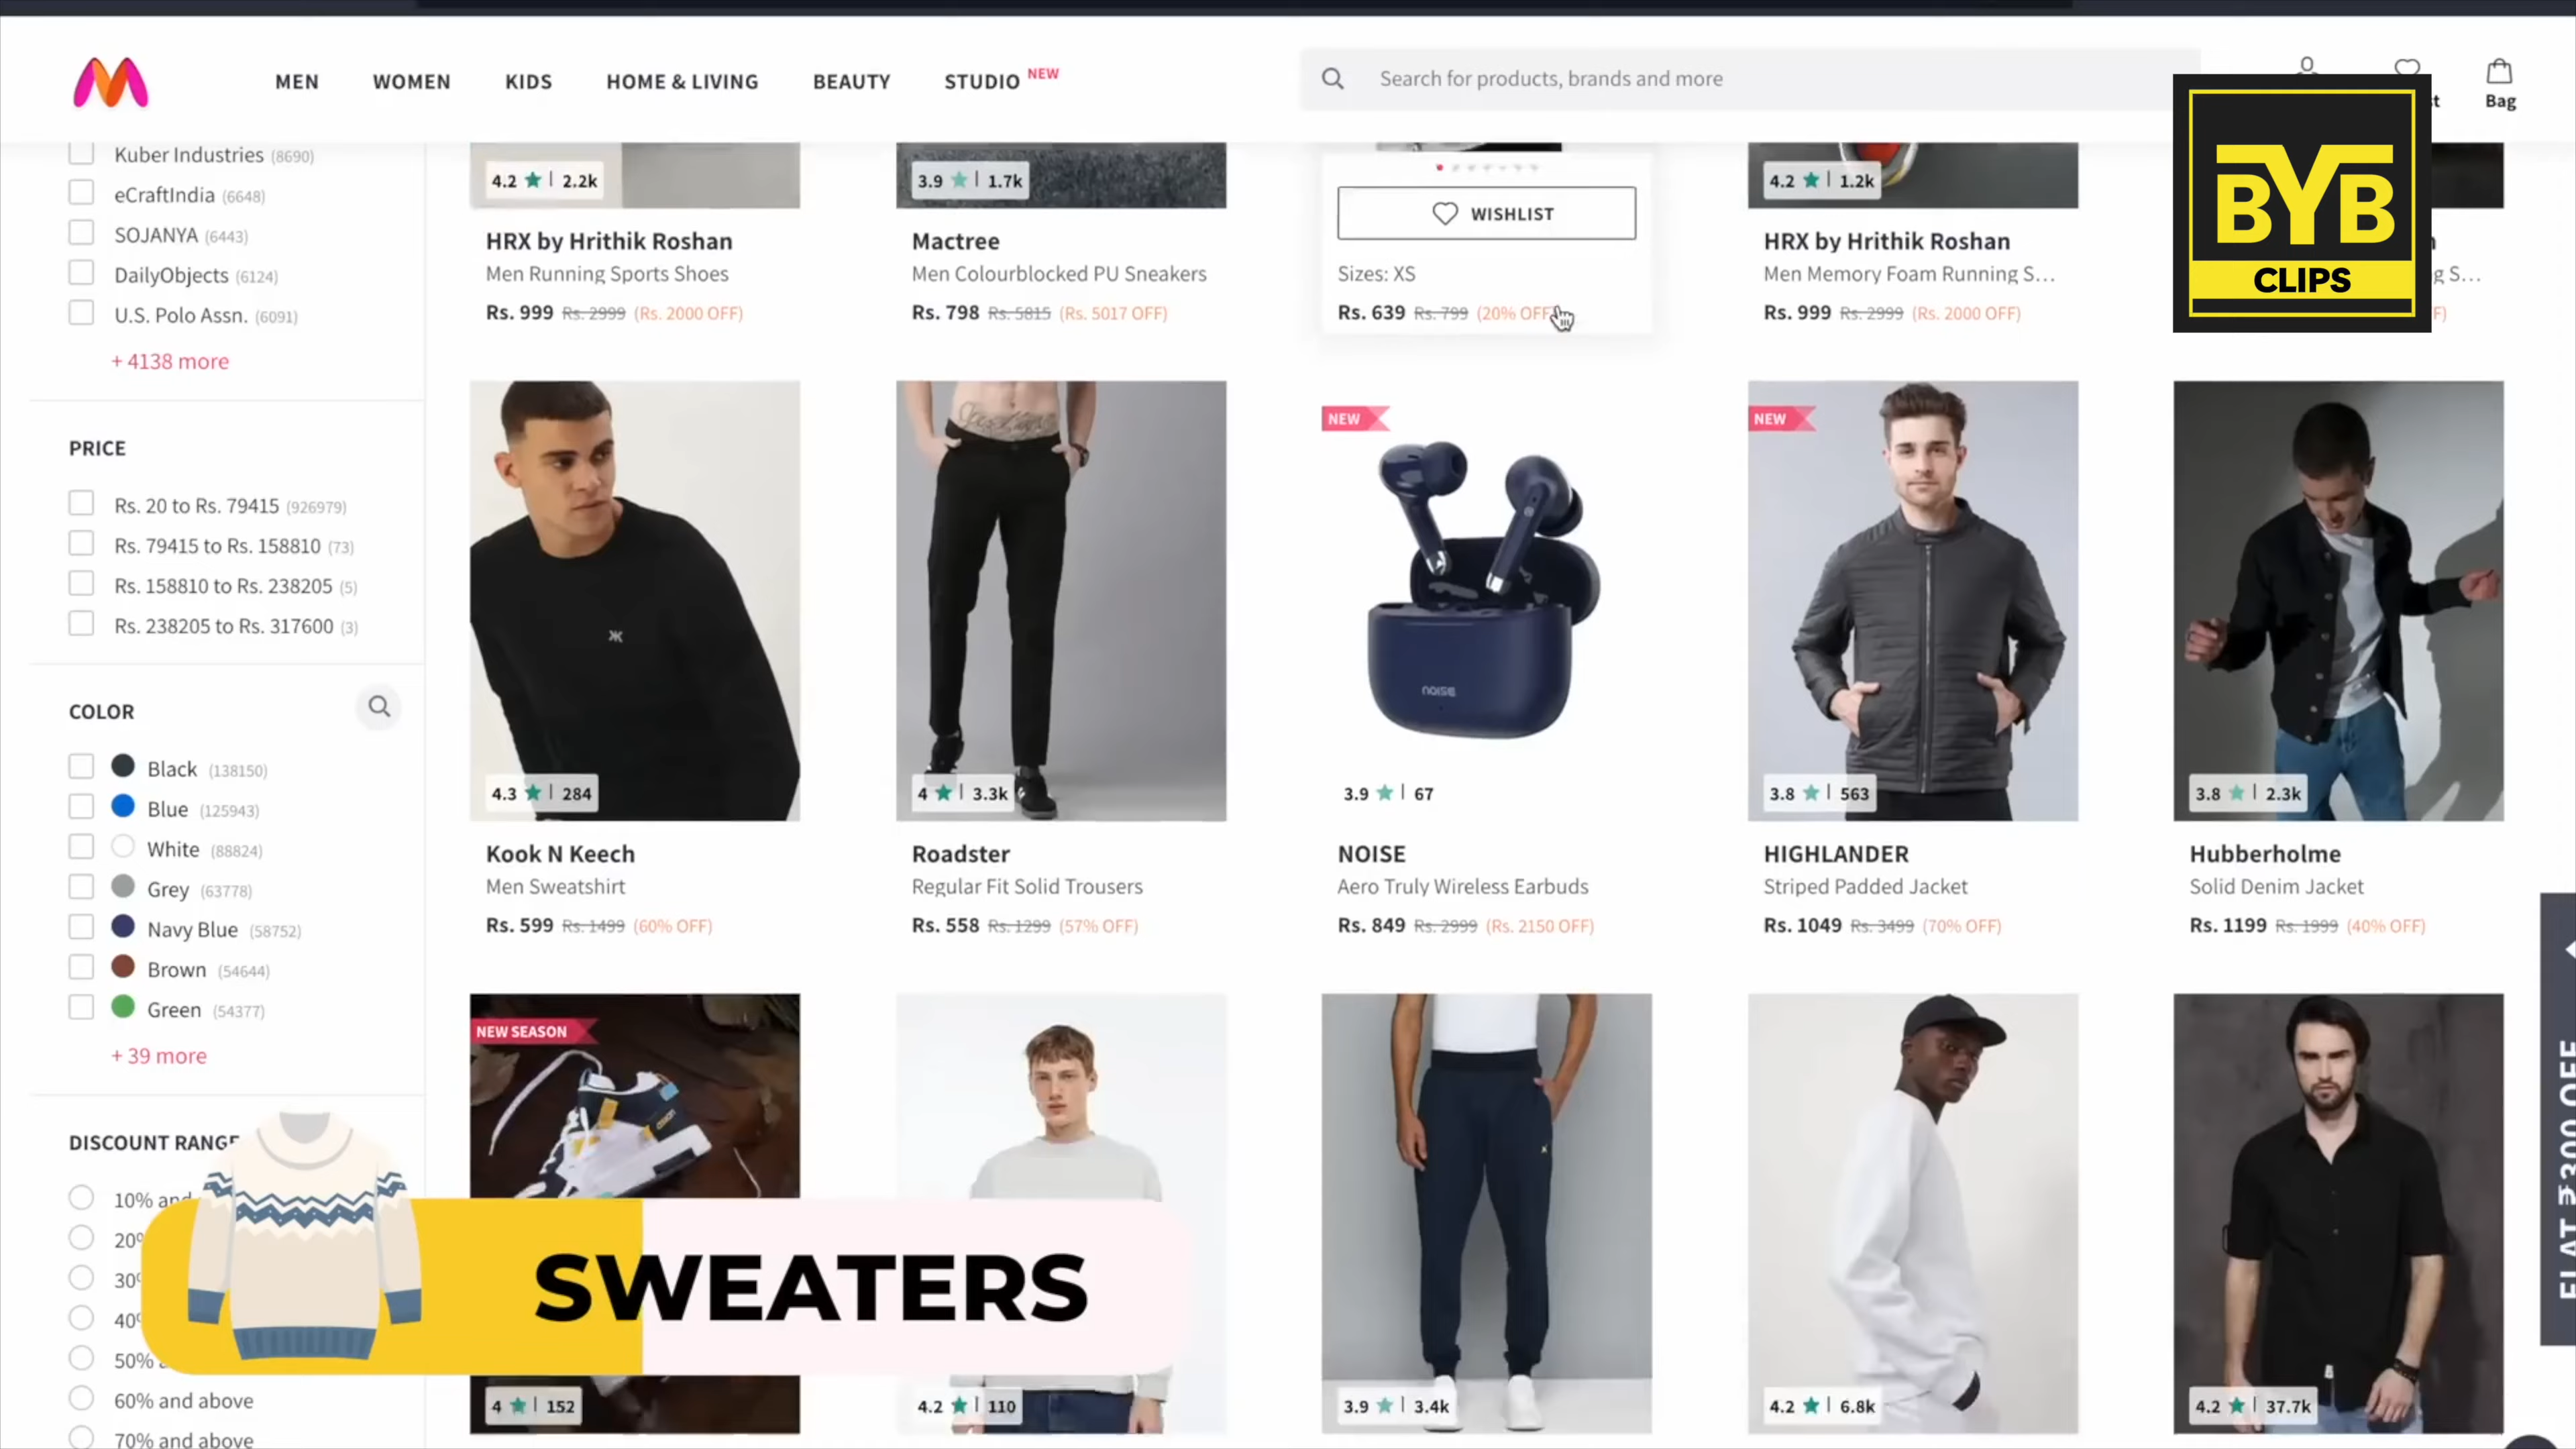 MEN WOMEN KIDS HOME & LIVING BEAUTY STUDIO NEW
Search for products, brands and more
Bag
BYB
CLIPS
Kuber Industries (8690)
eCraftIndia (6648)
SOJANYA (6443)
DailyObjects (6124)
U.S. Polo Assn. (6091)
+ 4138 more
PRICE
Rs. 20 to Rs. 79415 (926979)
Rs. 79415 to Rs. 158810 (73)
Rs. 158810 to Rs. 238205 (5)
Rs. 238205 to Rs. 317600 (3)
COLOR
Black (138150)
Blue (125943)
White (88824)
Grey (63778)
Navy Blue (58752)
Brown (54644)
Green (54377)
+ 39 more
DISCOUNT RANGE
10% and
20%
30%
40%
50%
60% and above
70% and above
4.2 ★ | 2.2k
HRX by Hrithik Roshan
Men Running Sports Shoes
Rs. 999 Rs. 2999 (Rs. 2000 OFF)
3.9 ★ | 1.7k
Mactree
Men Colourblocked PU Sneakers
Rs. 798 Rs. 5815 (Rs. 5017 OFF)
WISHLIST
Sizes: XS
Rs. 639 Rs. 799 (20% OFF)
4.2 ★ | 1.2k
HRX by Hrithik Roshan
Men Memory Foam Running S...
Rs. 999 Rs. 2999 (Rs. 2000 OFF)
4.3 ★ | 284
Kook N Keech
Men Sweatshirt
Rs. 599 Rs. 1499 (60% OFF)
4 ★ | 3.3k
Roadster
Regular Fit Solid Trousers
Rs. 558 Rs. 1299 (57% OFF)
NEW
noise
3.9 ★ | 67
NOISE
Aero Truly Wireless Earbuds
Rs. 849 Rs. 2999 (Rs. 2150 OFF)
NEW
3.8 ★ | 563
HIGHLANDER
Striped Padded Jacket
Rs. 1049 Rs. 3499 (70% OFF)
3.8 ★ | 2.3k
Hubberholme
Solid Denim Jacket
Rs. 1199 Rs. 1999 (40% OFF)
NEW SEASON
4 ★ | 152
4.2 ★ | 110
3.9 ★ | 3.4k
4.2 ★ | 6.8k
4.2 ★ | 37.7k
FLAT ₹300 OFF
SWEATERS